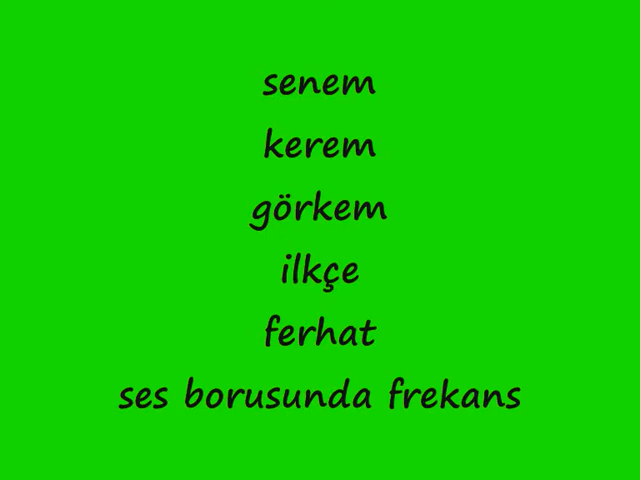 senem
kerem
görkem
ilkçe
ferhat
ses borusunda frekans